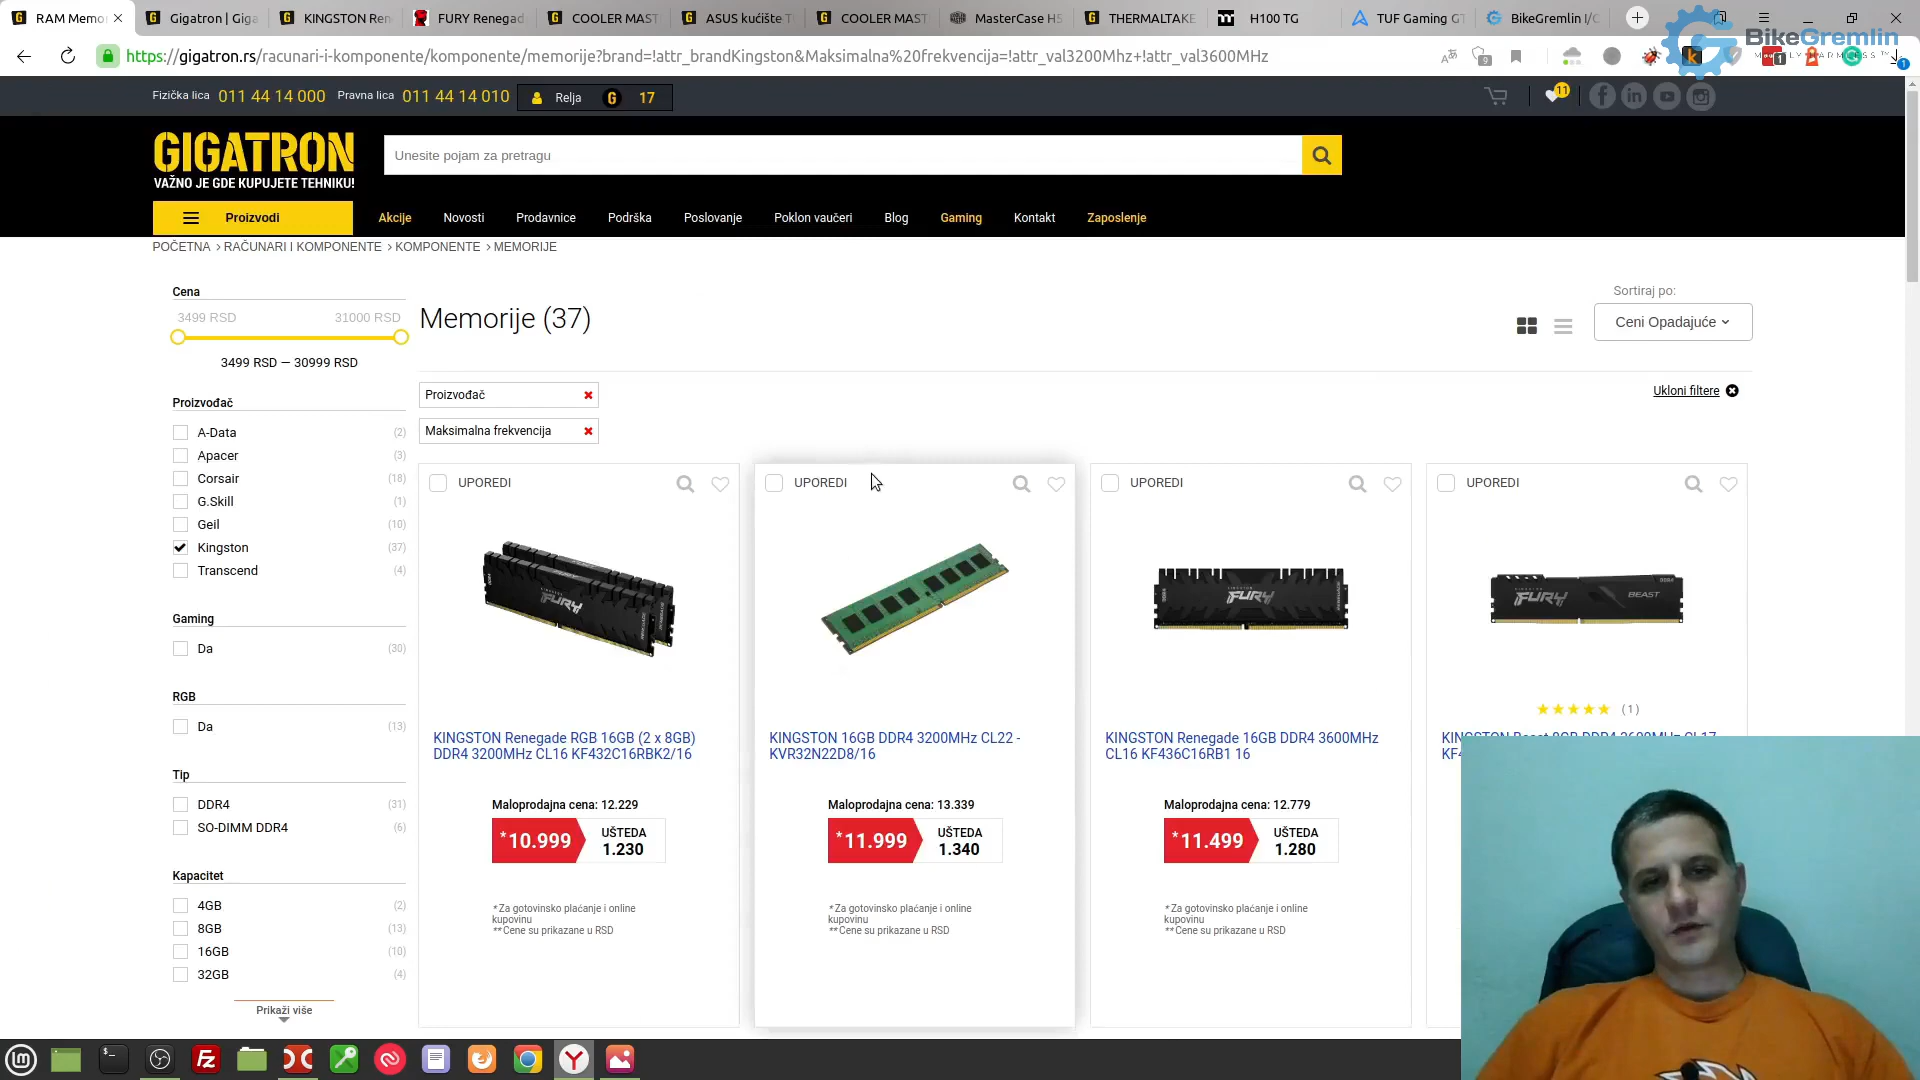 RAM Memor
Gigatron | Giga
KINGSTON Ren
FURY Renegad
COOLER MAST
ASUS kućište T
COOLER MAST
MasterCase H5
THERMALTAKE
H100 TG
TUF Gaming GT
BikeGremlin I/O
BikeGremlin
https://gigatron.rs/racunari-i-komponente/komponente/memorije?brand=!attr_brandKingston&Maksimalna%20frekvencija=!attr_val3200Mhz+!attr_val3600MHz
Fizička lica 011 44 14 000 Pravna lica 011 44 14 010 Relja G 17
11
GIGATRON
VAŽNO JE GDE KUPUJETE TEHNIKU!
Unesite pojam za pretragu
Proizvodi Akcije Novosti Prodavnice Podrška Poslovanje Poklon vaučeri Blog Gaming Kontakt Zaposlenje
POČETNA > RAČUNARI I KOMPONENTE > KOMPONENTE > MEMORIJE
Cena
3499 RSD 31000 RSD
3499 RSD — 30999 RSD
Proizvođač
A-Data (2)
Apacer (3)
Corsair (18)
G.Skill (1)
Geil (10)
Kingston (37)
Transcend (4)
Gaming
Da (30)
RGB
Da (13)
Tip
DDR4 (31)
SO-DIMM DDR4 (6)
Kapacitet
4GB (2)
8GB (13)
16GB (10)
32GB (4)
Prikaži više
Memorije (37)
Sortiraj po:
Ceni Opadajuće
Proizvođač
Maksimalna frekvencija
Ukloni filtere
UPOREDI
FURY
KINGSTON Renegade RGB 16GB (2 x 8GB)
DDR4 3200MHz CL16 KF432C16RBK2/16
Maloprodajna cena: 12.229
*10.999 UŠTEDA
1.230
*Za gotovinsko plaćanje i online
kupovinu
**Cene su prikazane u RSD
UPOREDI
KINGSTON 16GB DDR4 3200MHz CL22 -
KVR32N22D8/16
Maloprodajna cena: 13.339
*11.999 UŠTEDA
1.340
*Za gotovinsko plaćanje i online
kupovinu
**Cene su prikazane u RSD
UPOREDI
FURY
KINGSTON Renegade 16GB DDR4 3600MHz
CL16 KF436C16RB1 16
Maloprodajna cena: 12.779
*11.499 UŠTEDA
1.280
*Za gotovinsko plaćanje i online
kupovinu
**Cene su prikazane u RSD
UPOREDI
FURY BEAST
(1)